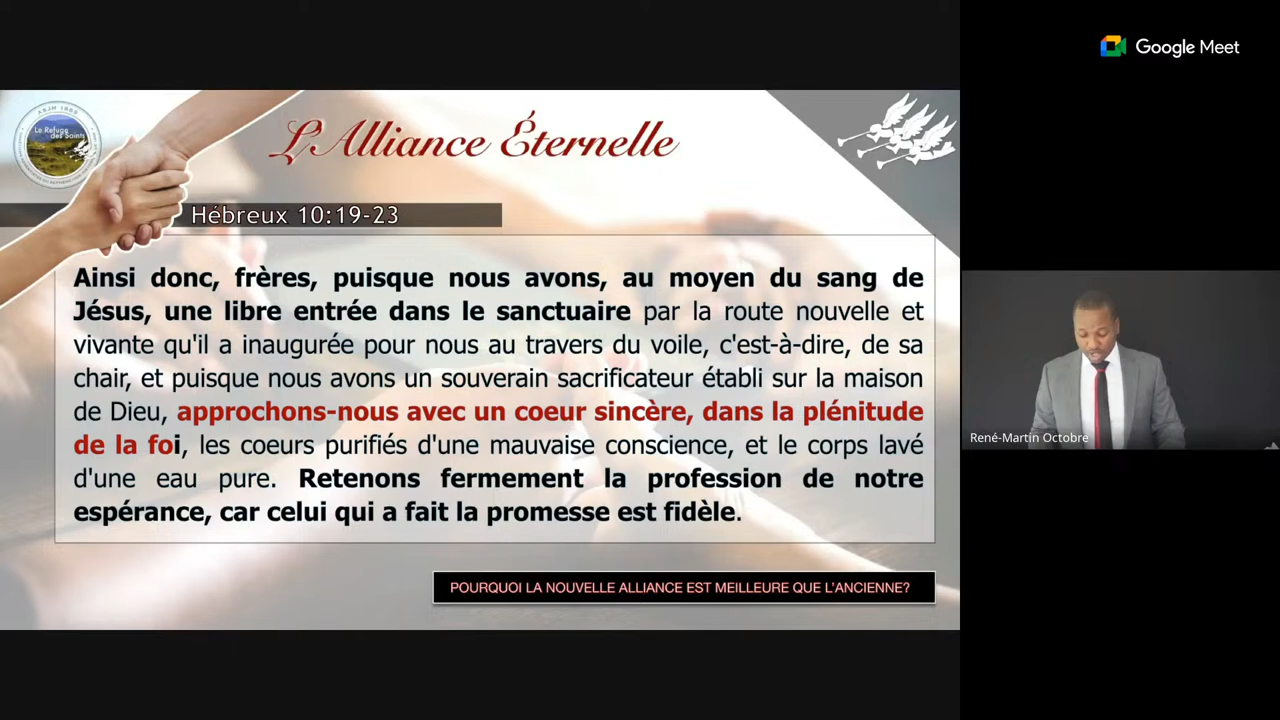 Google Meet
Le Refuge
des Saints
L'Alliance Éternelle
Hébreux 10:19-23
Ainsi donc, frères, puisque nous avons, au moyen du sang de
Jésus, une libre entrée dans le sanctuaire par la route nouvelle et
vivante qu'il a inaugurée pour nous au travers du voile, c'est-à-dire, de sa
chair, et puisque nous avons un souverain sacrificateur établi sur la maison
de Dieu, approchons-nous avec un coeur sincère, dans la plénitude
de la foi, les coeurs purifiés d'une mauvaise conscience, et le corps lavé
d'une eau pure. Retenons fermement la profession de notre
espérance, car celui qui a fait la promesse est fidèle.
POURQUOI LA NOUVELLE ALLIANCE EST MEILLEURE QUE L'ANCIENNE?
René-Martin Octobre